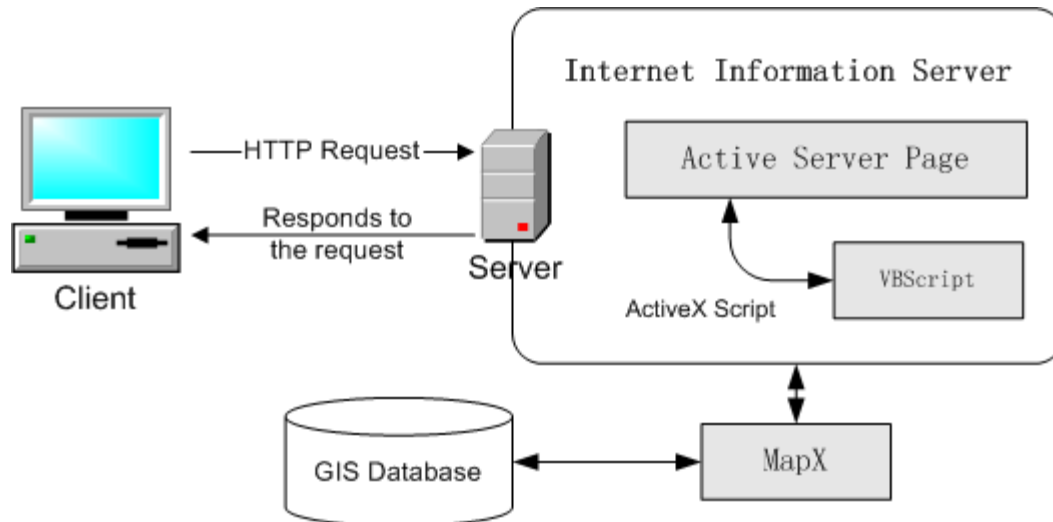 Internet Information Server
HTTP Request
Active Server Page
Responds to
the request
Server
Client
VBScript
ActiveX Script
GIS Database
MapX